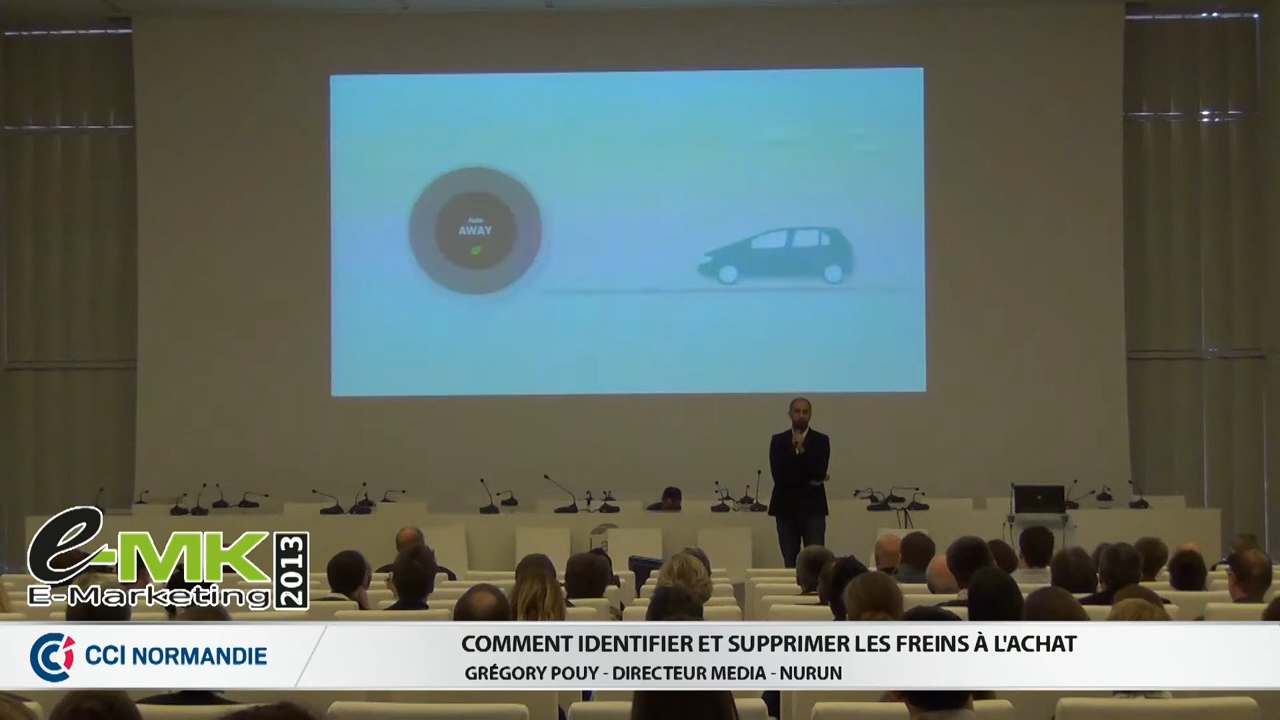 Auto
AWAY
e-MK
2013
E-Marketing
CCI NORMANDIE
COMMENT IDENTIFIER ET SUPPRIMER LES FREINS À L'ACHAT
GRÉGORY POUY - DIRECTEUR MEDIA - NURUN